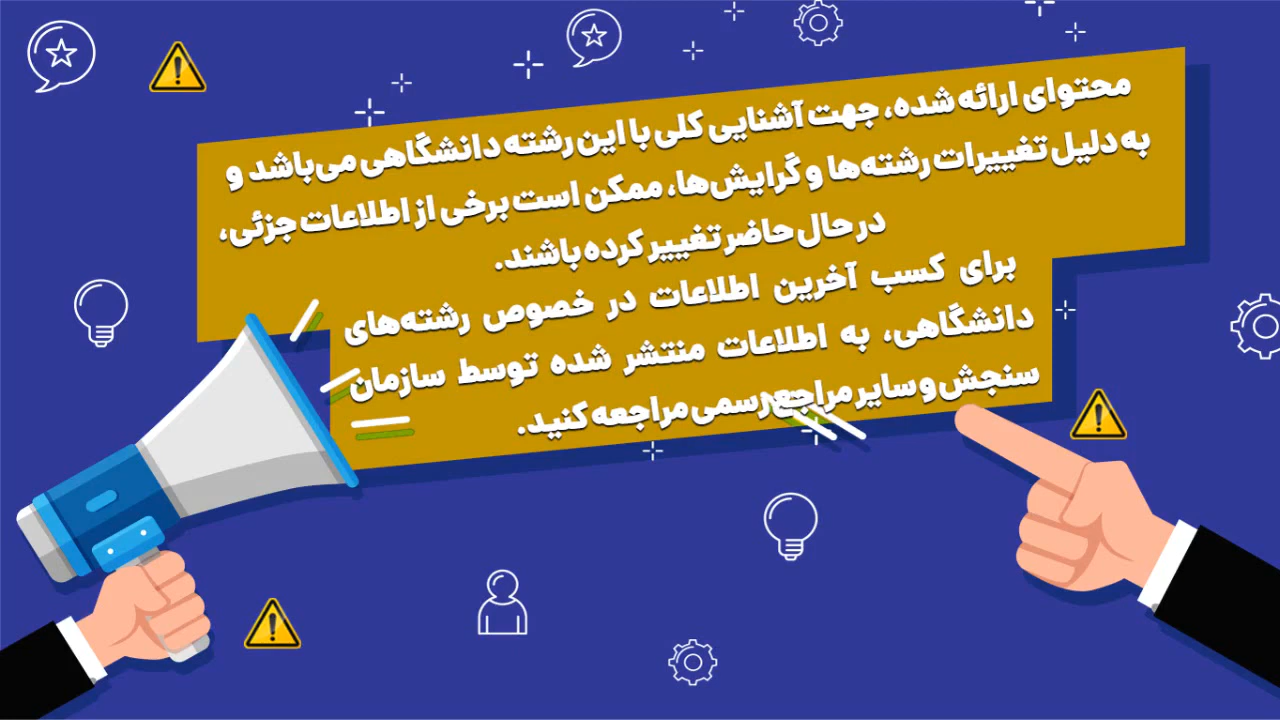 محتوای ارائه شده، جهت آشنایی کلی با این رشته دانشگاهی می‌باشد و
به دلیل تغییرات رشته‌ها و گرایش‌ها، ممکن است برخی از اطلاعات جزئی،
در حال حاضر تغییر کرده باشند.
برای کسب آخرین اطلاعات در خصوص رشته‌های
دانشگاهی، به اطلاعات منتشر شده توسط سازمان
سنجش و سایر مراجع رسمی مراجعه کنید.